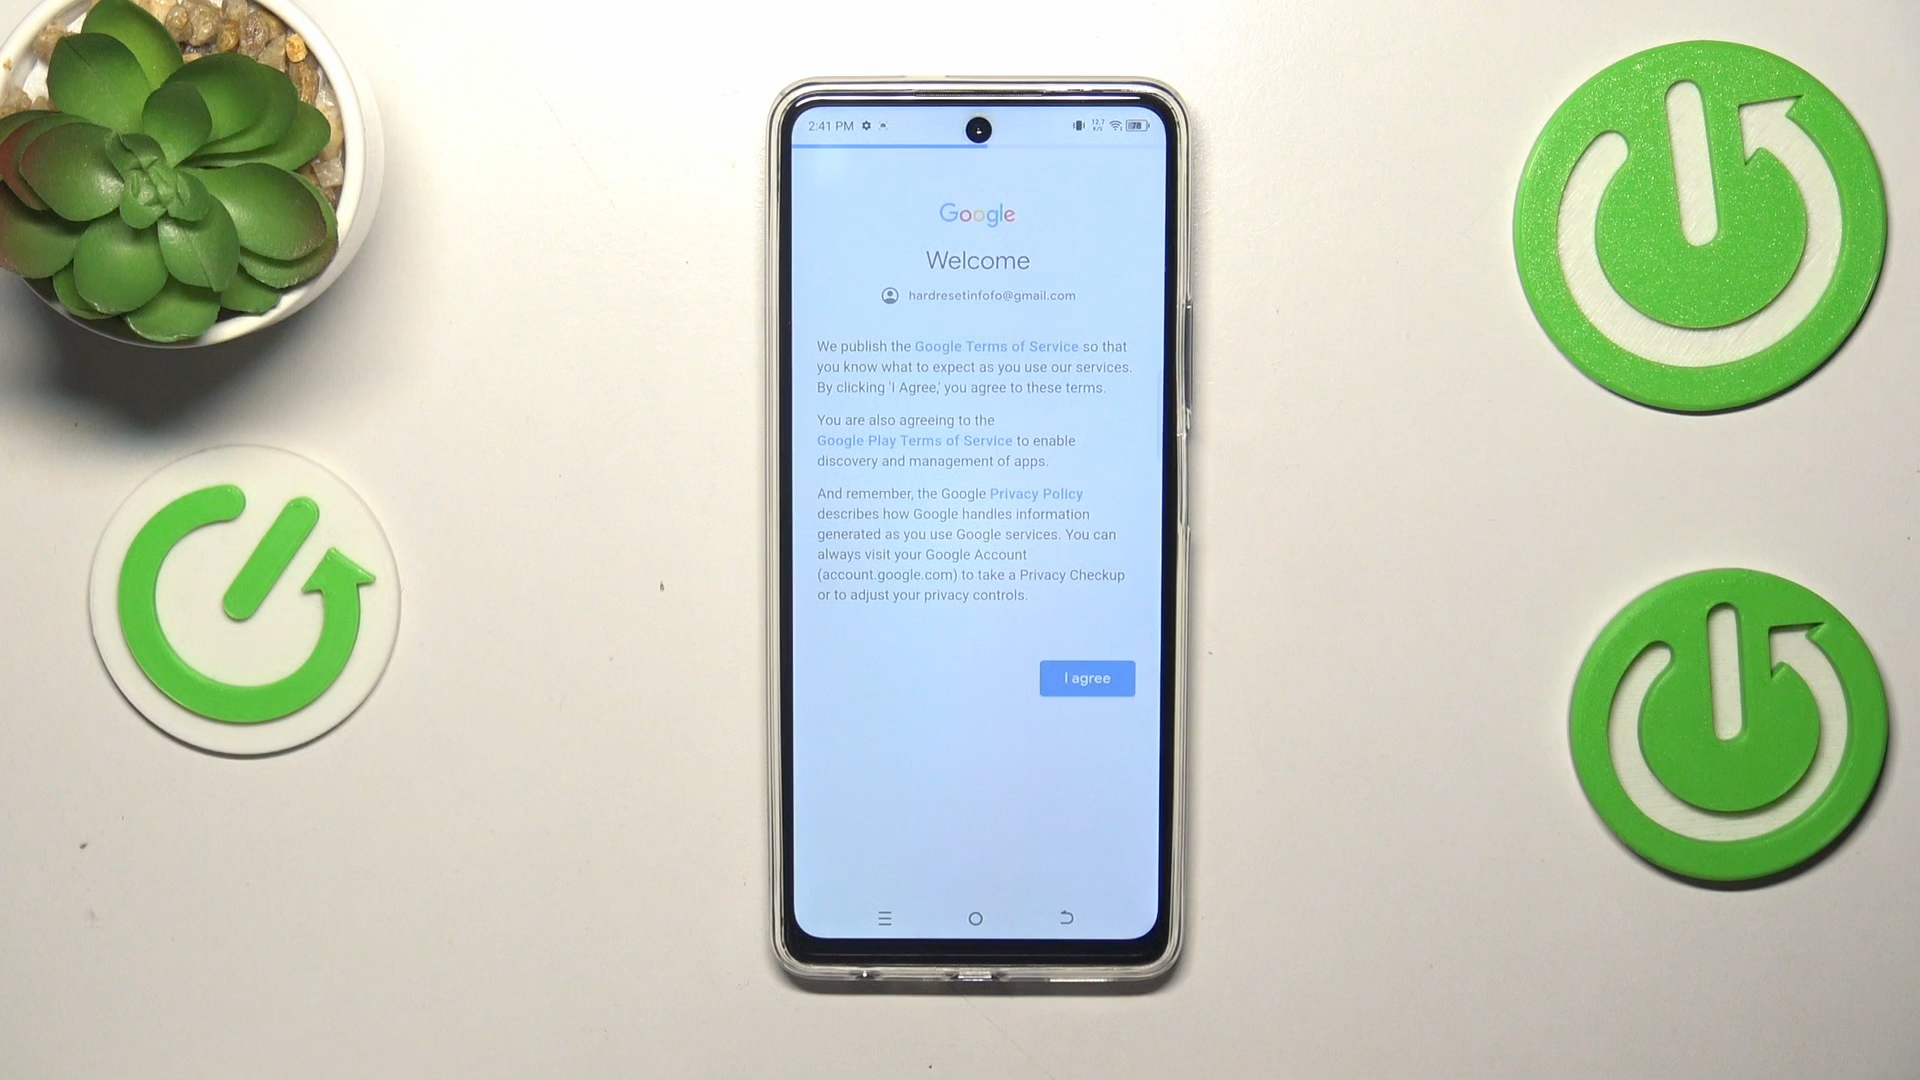 2:41 PM
12.7
K/s
78
Google
Welcome
hardresetinfofo@gmail.com
We publish the Google Terms of Service so that
you know what to expect as you use our services.
By clicking 'I Agree,' you agree to these terms.
You are also agreeing to the
Google Play Terms of Service to enable
discovery and management of apps.
And remember, the Google Privacy Policy
describes how Google handles information
generated as you use Google services. You can
always visit your Google Account
(account.google.com) to take a Privacy Checkup
or to adjust your privacy controls.
I agree